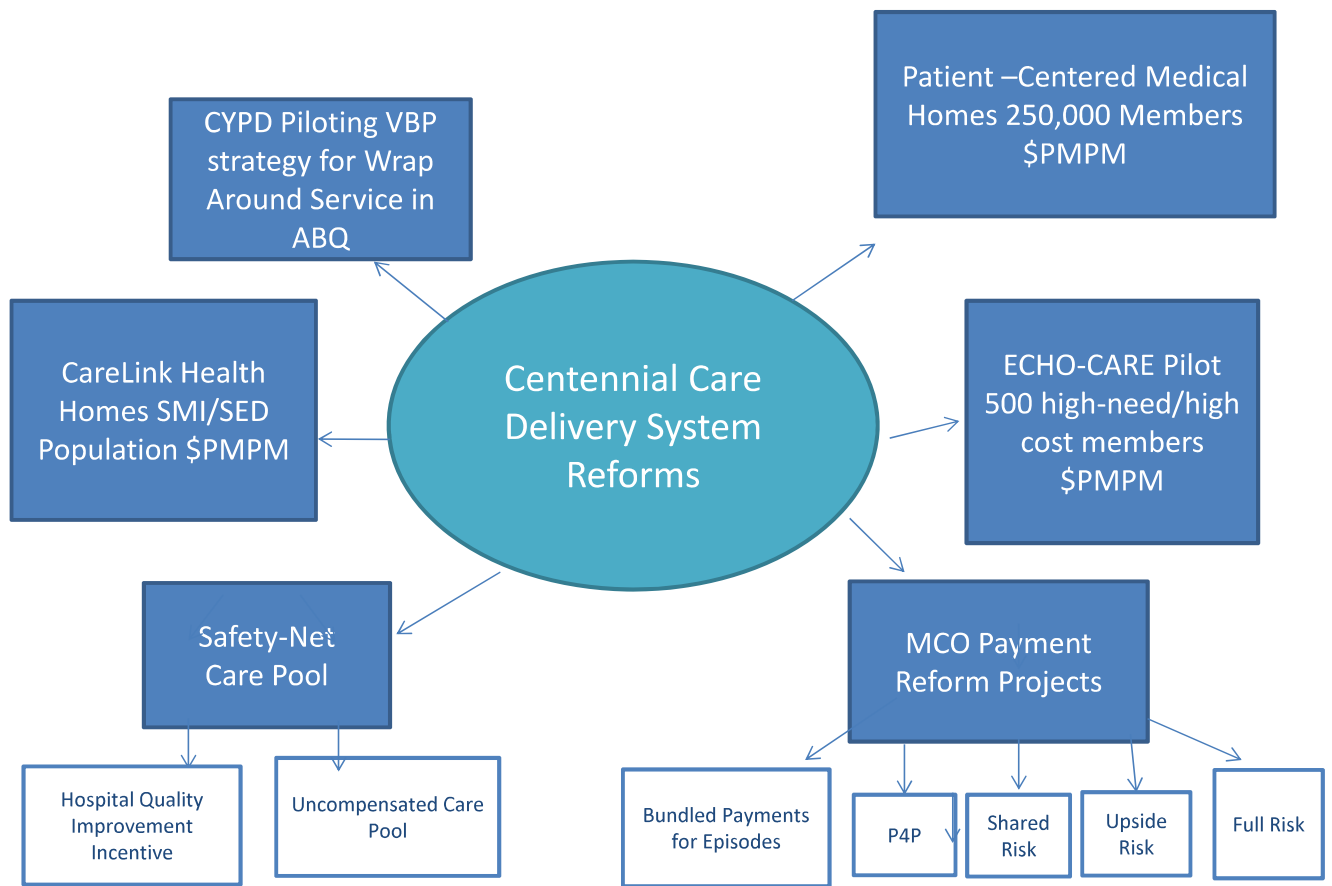 Patient –Centered Medical
Homes 250,000 Members
$PMPM
CYPD Piloting VBP
strategy for Wrap
Around Service in
ABQ
CareLink Health
Homes SMI/SED
Population $PMPM
Centennial Care
Delivery System
Reforms
ECHO-CARE Pilot
500 high-need/high
cost members
$PMPM
Safety-Net
Care Pool
MCO Payment
Reform Projects
Hospital Quality
Improvement
Incentive
Uncompensated Care
Pool
Bundled Payments
for Episodes
P4P
Shared
Risk
Upside
Risk
Full Risk